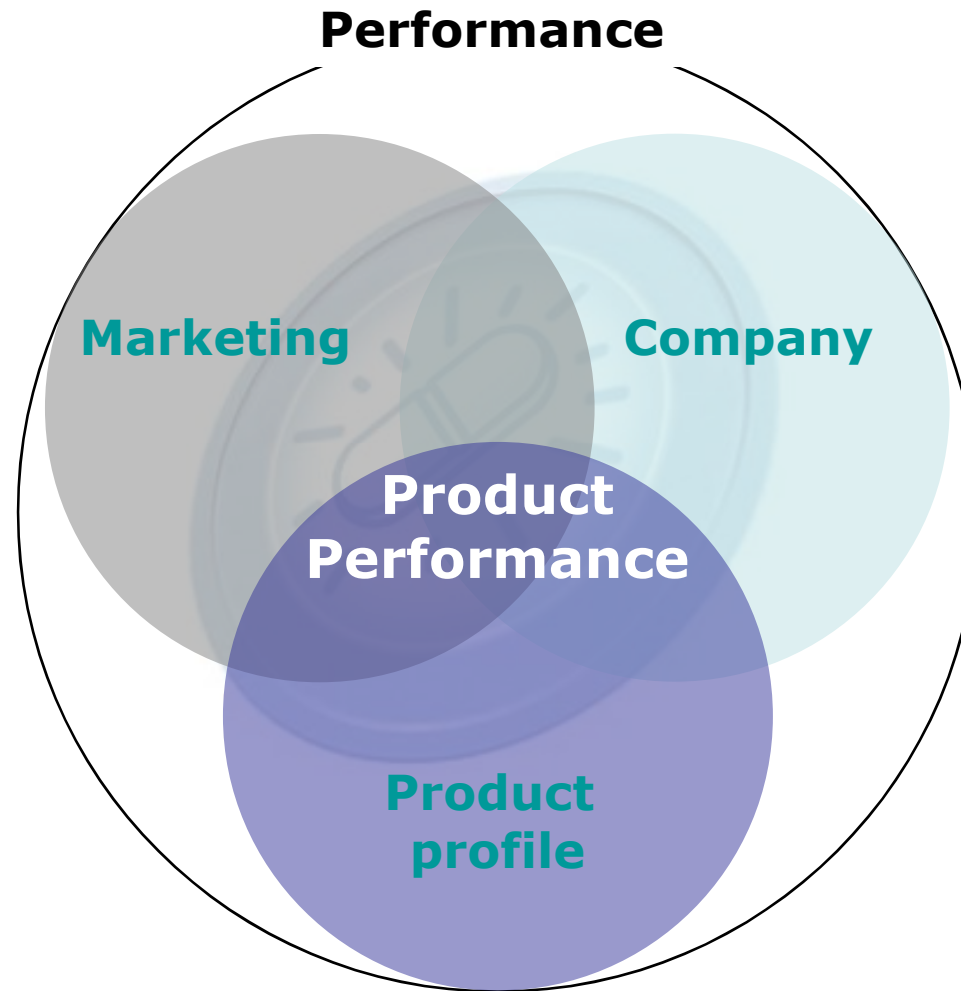 Performance
Marketing
Company
Product
Performance
Product
profile